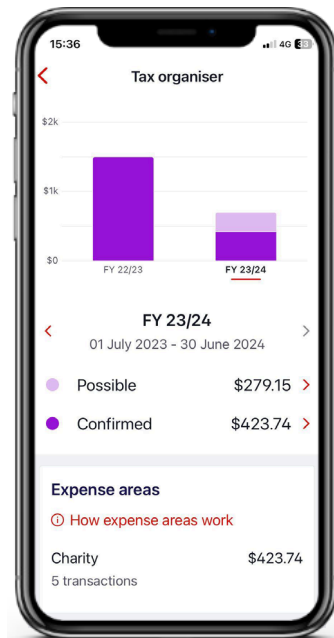 15:36
4G 33
Tax organiser
$2k
$1k
$0
FY 22/23
FY 23/24
FY 23/24
01 July 2023 - 30 June 2024
Possible
$279.15
Confirmed
$423.74
Expense areas
How expense areas work
Charity
$423.74
5 transactions